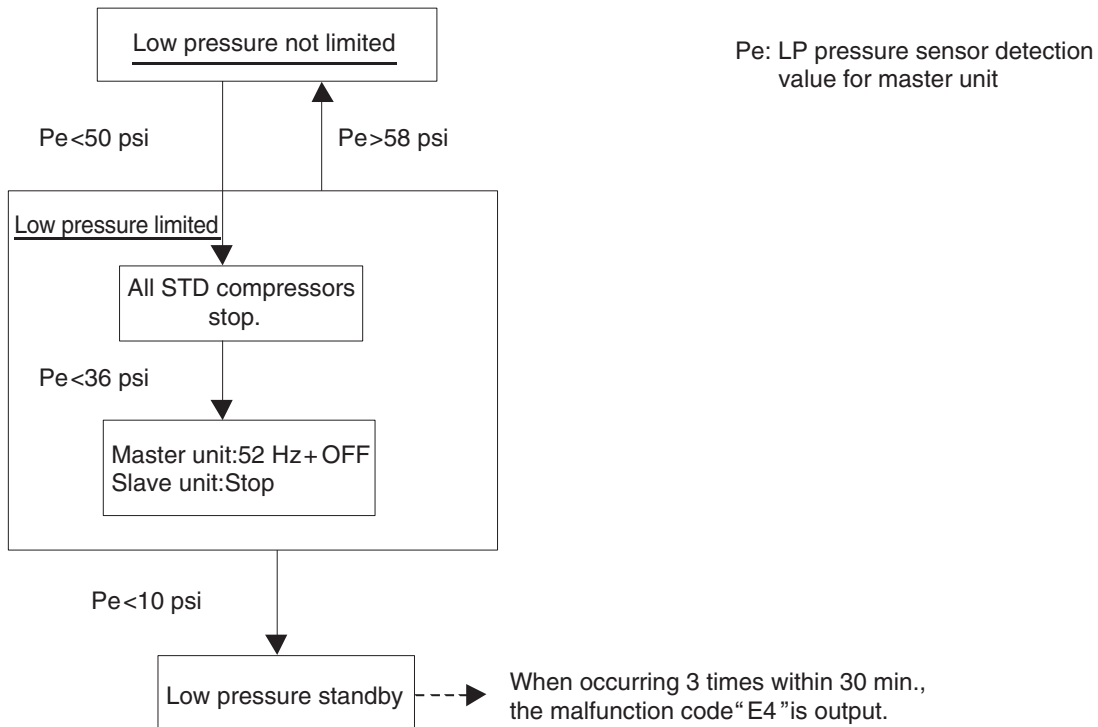 Low pressure not limited
Pe: LP pressure sensor detection
value for master unit
Pe<50 psi
Pe>58 psi
Low pressure limited
All STD compressors
stop.
Pe<36 psi
Master unit:52 Hz+OFF
Slave unit:Stop
Pe<10 psi
Low pressure standby
When occurring 3 times within 30 min.,
the malfunction code“E4”is output.